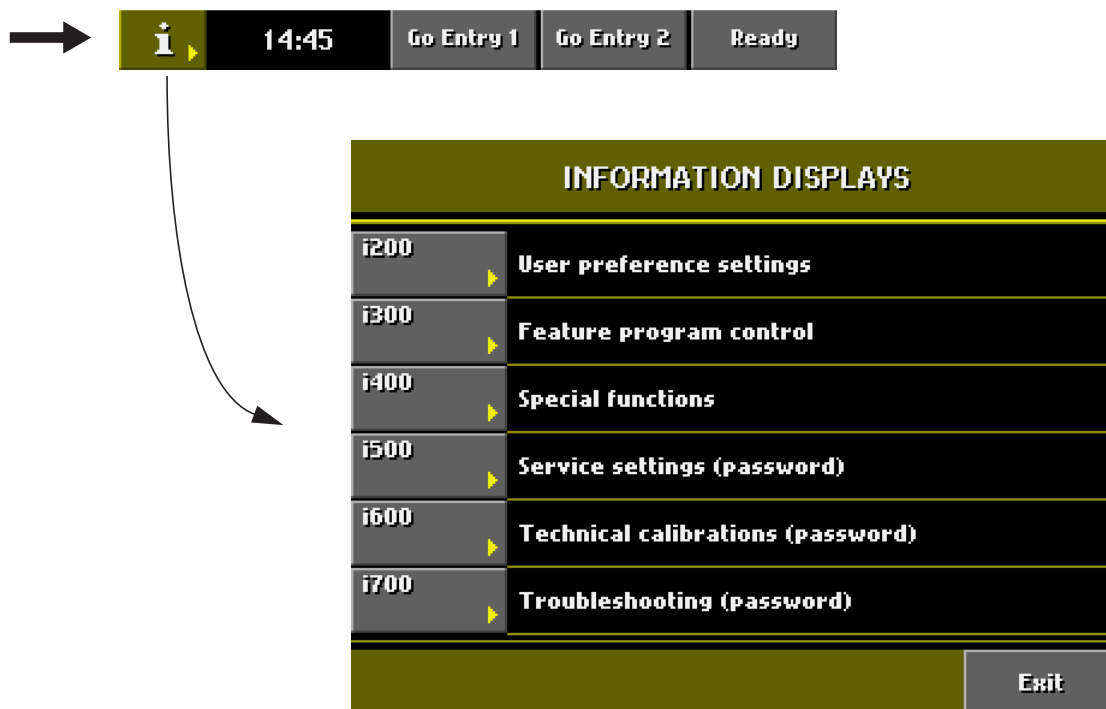 i 14:45 Go Entry 1 Go Entry 2 Ready
INFORMATION DISPLAYS
i200 User preference settings
i300 Feature program control
i400 Special functions
i500 Service settings (password)
i600 Technical calibrations (password)
i700 Troubleshooting (password)
Exit